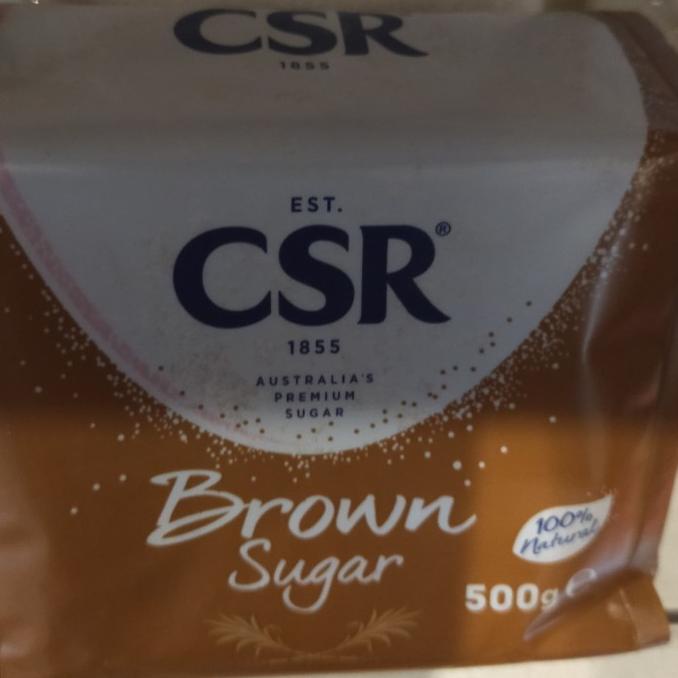 CSR
1855
EST.
CSR®
1855
AUSTRALIA'S
PREMIUM
SUGAR
Brown
Sugar
100%
Natural
500g e